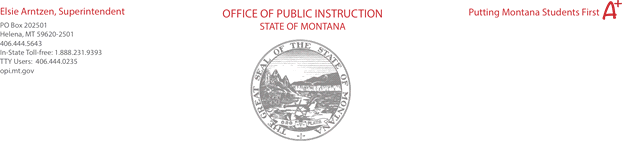 Elsie Arntzen, Superintendent
PO Box 202501
Helena, MT 59620-2501
406.444.5643
In-State Toll-free: 1.888.231.9393
TTY Users: 406.444.0235
opi.mt.gov
OFFICE OF PUBLIC INSTRUCTION
STATE OF MONTANA
THE GREAT SEAL OF THE STATE OF MONTANA
Putting Montana Students First A+